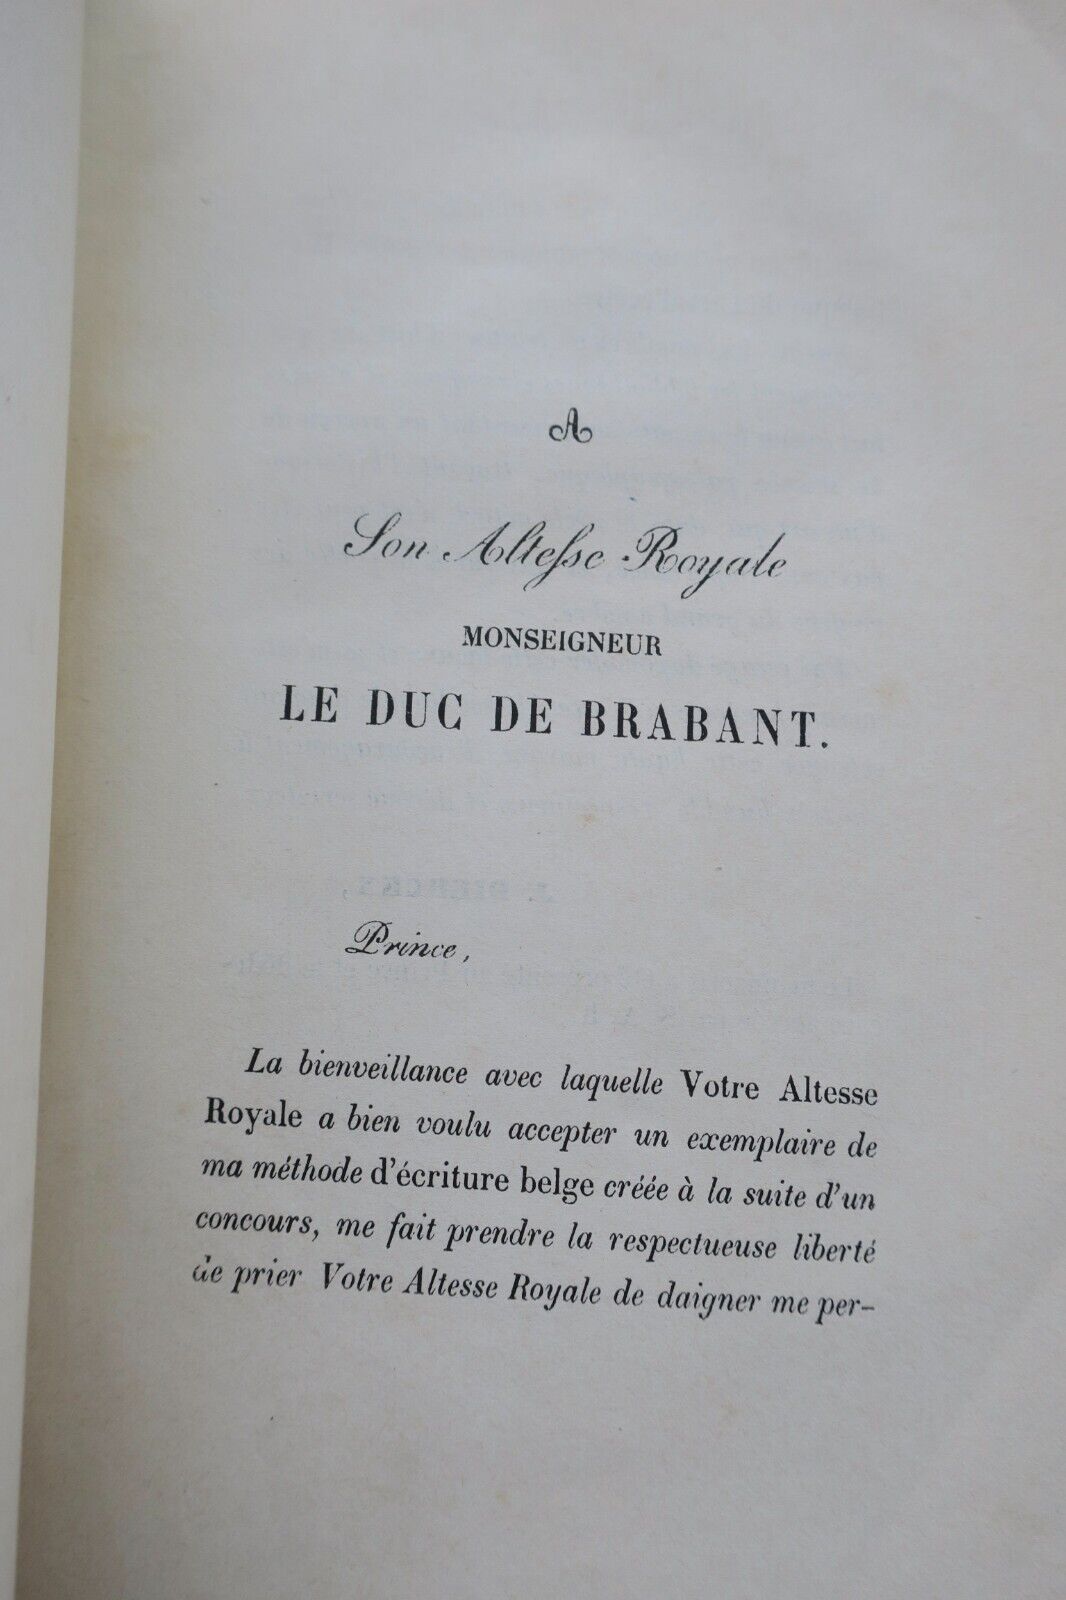 A
Son Altesse Royale
MONSEIGNEUR
LE DUC DE BRABANT.
Prince,
La bienveillance avec laquelle Votre Altesse
Royale a bien voulu accepter un exemplaire de
ma méthode d'écriture belge créée à la suite d'un
concours, me fait prendre la respectueuse liberté
de prier Votre Altesse Royale de daigner me per-